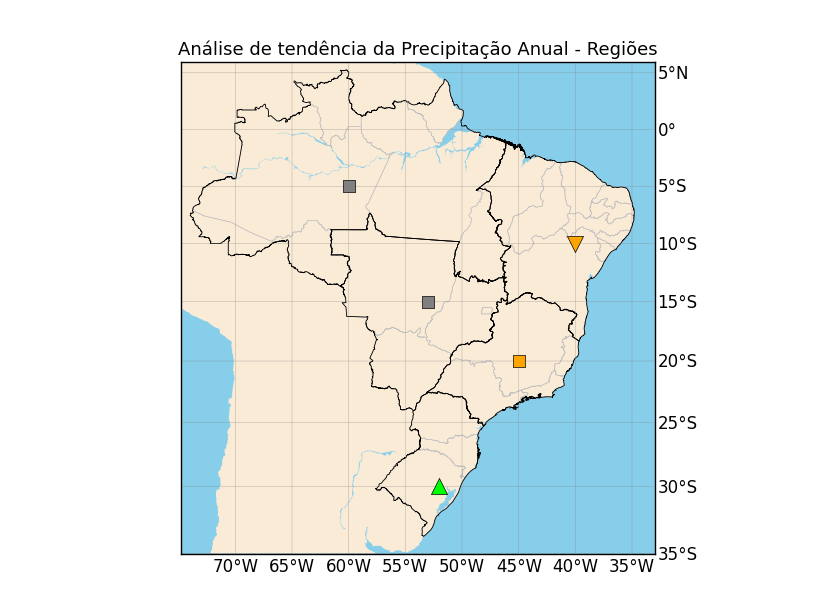 Análise de tendência da Precipitação Anual - Regiões
5°N
0°
5°S
10°S
15°S
20°S
25°S
30°S
35°S
70°W 65°W 60°W 55°W 50°W 45°W 40°W 35°W